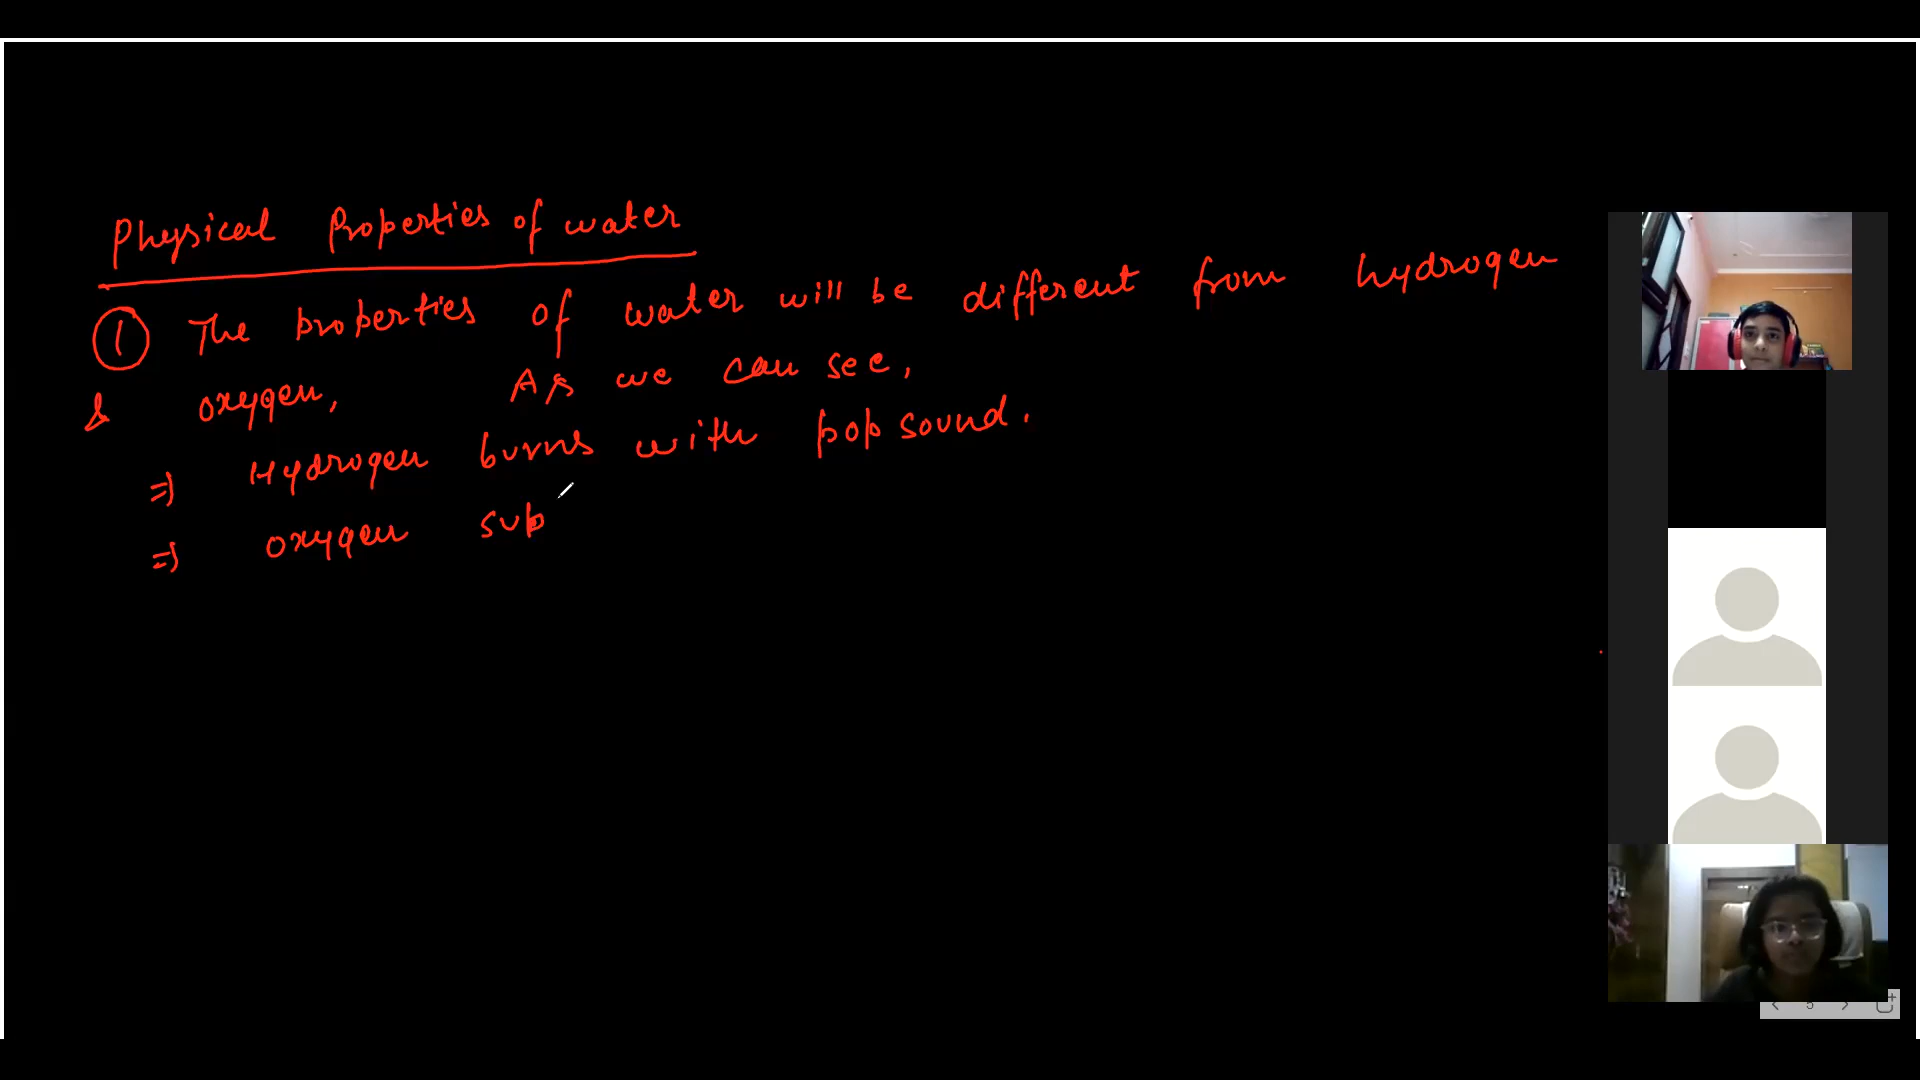 Physical Properties of water
① The properties of water will be different from hydrogen
& oxygen, As we can see,
⇒ Hydrogen burns with pop sound.
⇒ oxygen sup
< 5 >